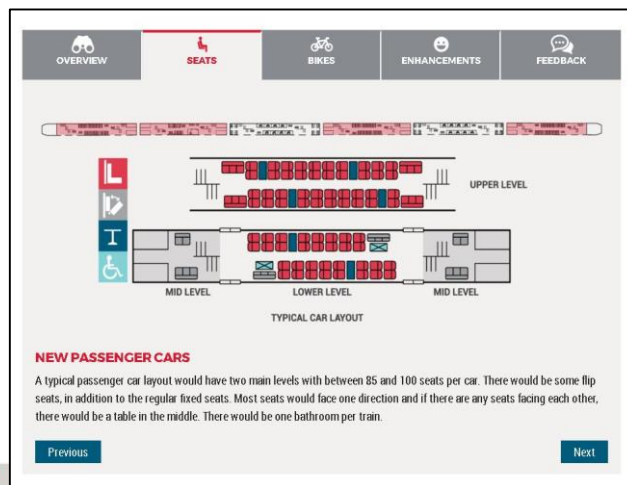 OVERVIEW
SEATS
BIKES
ENHANCEMENTS
FEEDBACK
UPPER LEVEL
MID LEVEL
LOWER LEVEL
MID LEVEL
TYPICAL CAR LAYOUT
NEW PASSENGER CARS
A typical passenger car layout would have two main levels with between 85 and 100 seats per car. There would be some flip
seats, in addition to the regular fixed seats. Most seats would face one direction and if there are any seats facing each other,
there would be a table in the middle. There would be one bathroom per train.
Previous
Next